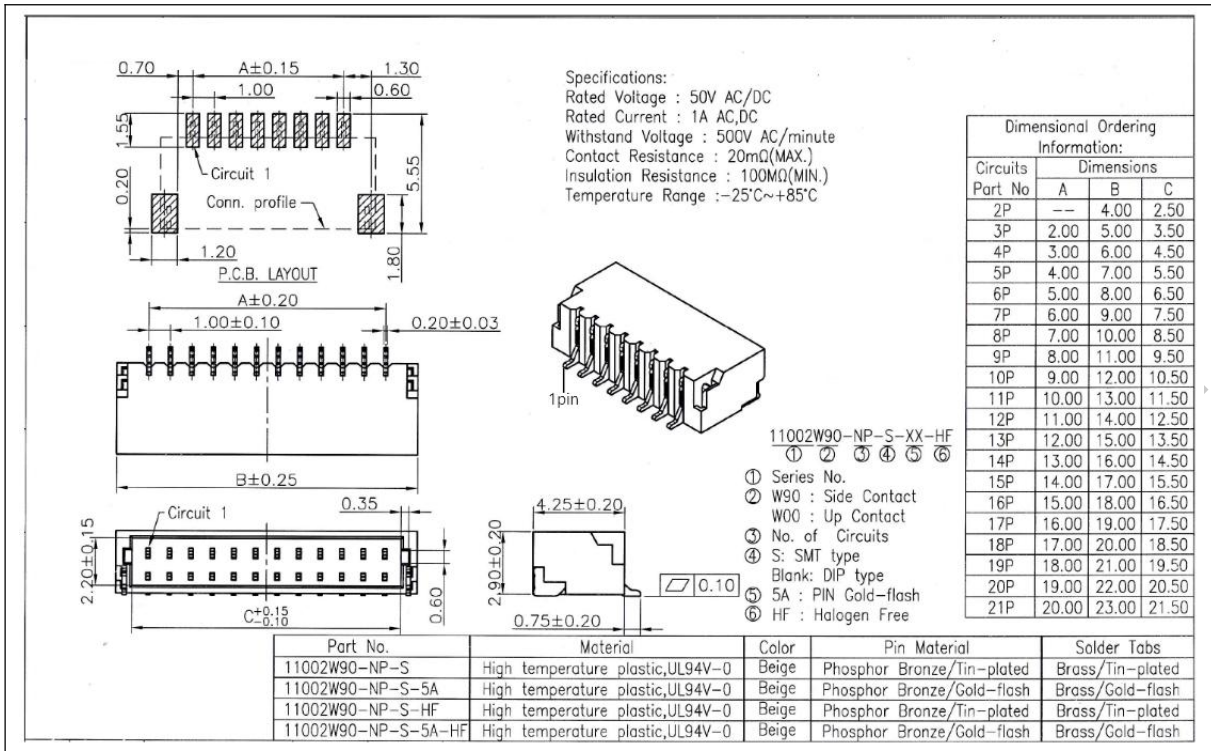 0.70
A±0.15
1.30
1.00
0.60
1.55
5.55
Circuit 1
0.20
Conn. profile
1.20
1.80
P.C.B. LAYOUT
Specifications:
Rated Voltage : 50V AC/DC
Rated Current : 1A AC,DC
Withstand Voltage : 500V AC/minute
Contact Resistance : 20mΩ(MAX.)
Insulation Resistance : 100MΩ(MIN.)
Temperature Range :-25°C~+85°C
A±0.20
1.00±0.10
0.20±0.03
B±0.25
1pin
Circuit 1
0.35
2.20±0.15
0.60
C+0.15
-0.10
4.25±0.20
2.90±0.20
0.10
0.75±0.20
11002W90-NP-S-XX-HF
① ② ③ ④ ⑤ ⑥
① Series No.
② W90 : Side Contact
W00 : Up Contact
③ No. of Circuits
④ S: SMT type
Blank: DIP type
⑤ 5A : PIN Gold-flash
⑥ HF : Halogen Free
Dimensional Ordering
Information:
Circuits Dimensions
Part No A B C
2P -- 4.00 2.50
3P 2.00 5.00 3.50
4P 3.00 6.00 4.50
5P 4.00 7.00 5.50
6P 5.00 8.00 6.50
7P 6.00 9.00 7.50
8P 7.00 10.00 8.50
9P 8.00 11.00 9.50
10P 9.00 12.00 10.50
11P 10.00 13.00 11.50
12P 11.00 14.00 12.50
13P 12.00 15.00 13.50
14P 13.00 16.00 14.50
15P 14.00 17.00 15.50
16P 15.00 18.00 16.50
17P 16.00 19.00 17.50
18P 17.00 20.00 18.50
19P 18.00 21.00 19.50
20P 19.00 22.00 20.50
21P 20.00 23.00 21.50
Part No. Material Color Pin Material Solder Tabs
11002W90-NP-S High temperature plastic,UL94V-0 Beige Phosphor Bronze/Tin-plated Brass/Tin-plated
11002W90-NP-S-5A High temperature plastic,UL94V-0 Beige Phosphor Bronze/Gold-flash Brass/Gold-flash
11002W90-NP-S-HF High temperature plastic,UL94V-0 Beige Phosphor Bronze/Tin-plated Brass/Tin-plated
11002W90-NP-S-5A-HF High temperature plastic,UL94V-0 Beige Phosphor Bronze/Gold-flash Brass/Gold-flash